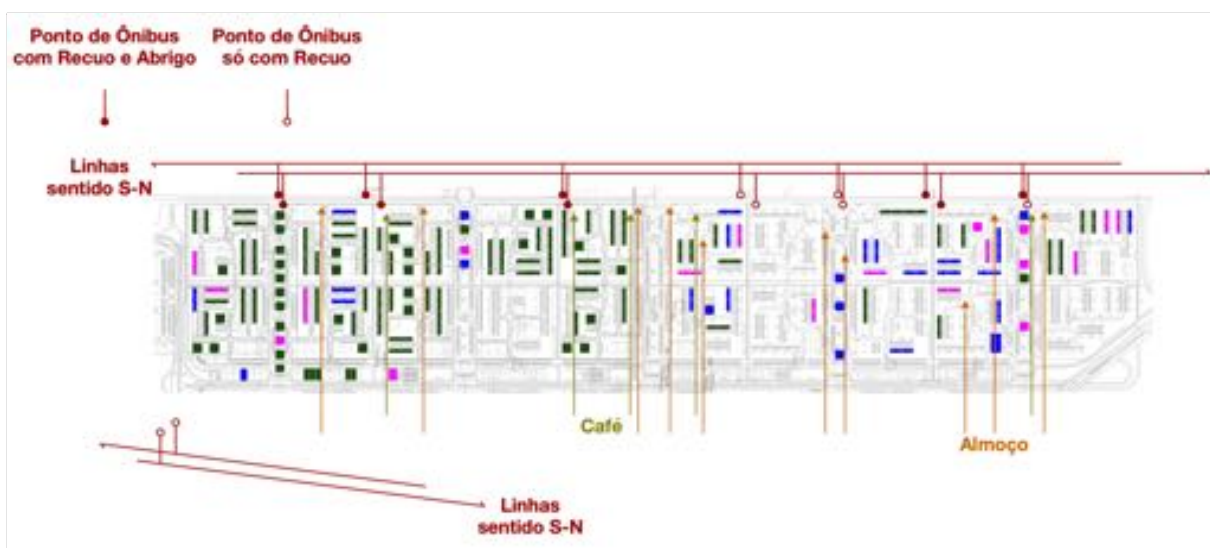 Ponto de Ônibus
com Recuo e Abrigo
Ponto de Ônibus
só com Recuo
Linhas
sentido S-N
Café
Almoço
Linhas
sentido S-N